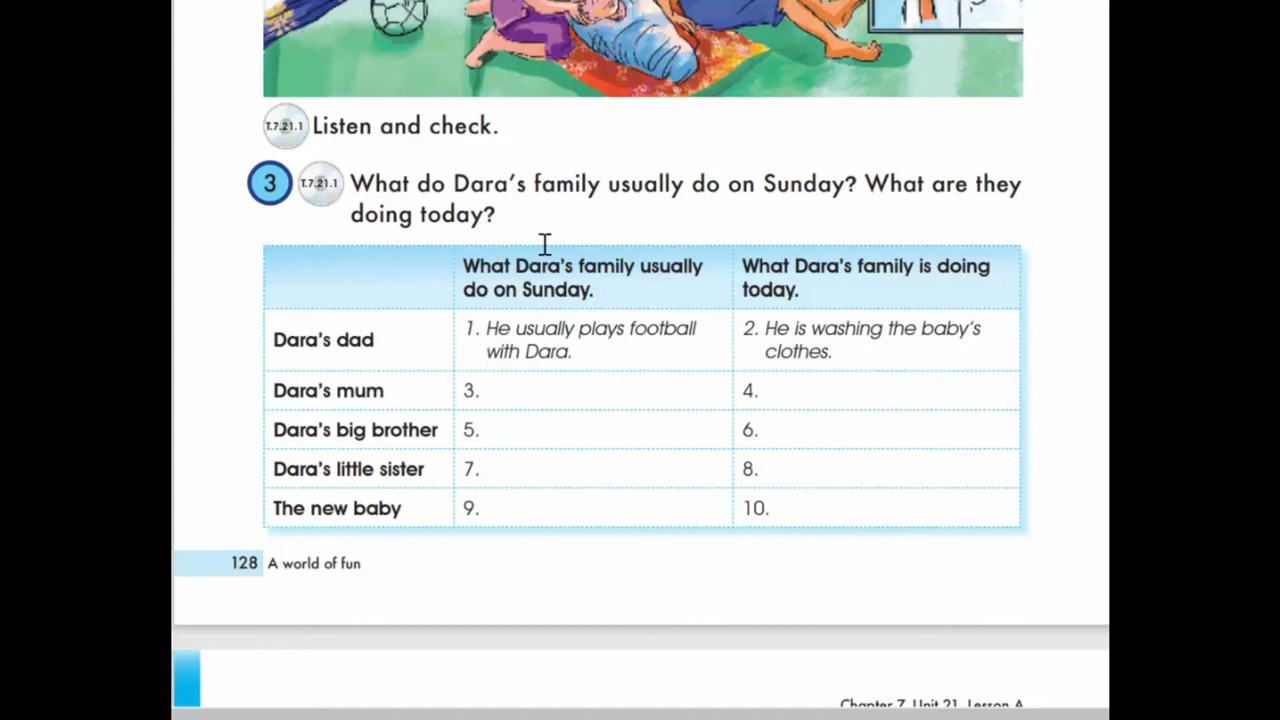 T.7.21.1 Listen and check.
3 T.7.21.1 What do Dara's family usually do on Sunday? What are they
doing today?
What Dara's family usually
do on Sunday.
What Dara's family is doing
today.
Dara's dad
1. He usually plays football
with Dara.
2. He is washing the baby's
clothes.
Dara's mum 3. 4.
Dara's big brother 5. 6.
Dara's little sister 7. 8.
The new baby 9. 10.
128 A world of fun
Chapter 7, Unit 21, Lesson A